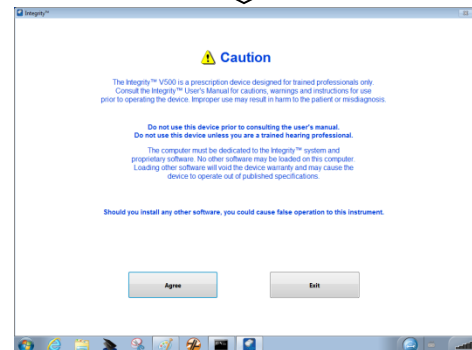 Integrity™
Caution
The Integrity™ V500 is a prescription device designed for trained professionals only.
Consult the Integrity™ User's Manual for cautions, warnings and instructions for use
prior to operating the device. Improper use may result in harm to the patient or misdiagnosis.
Do not use this device prior to consulting the user's manual.
Do not use this device unless you are a trained hearing professional.
The computer must be dedicated to the Integrity™ system and
proprietary software. No other software may be loaded on this computer.
Loading other software will void the device warranty and may cause the
device to operate out of published specifications.
Should you install any other software, you could cause false operation to this instrument.
Agree
Exit